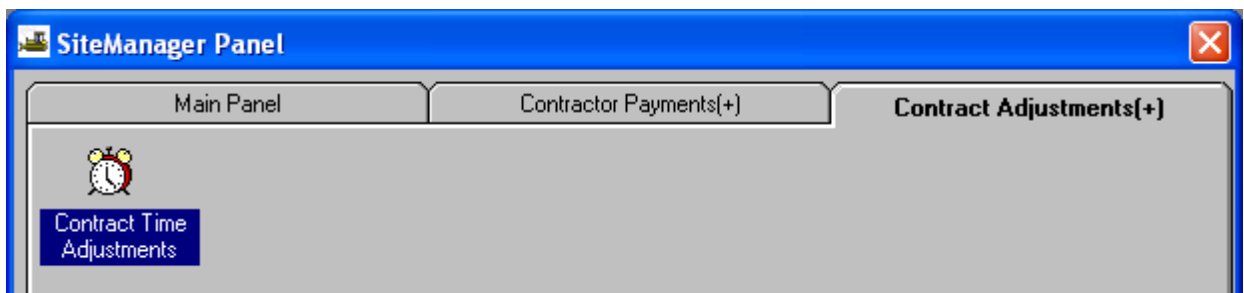 SiteManager Panel
Main Panel
Contractor Payments(+)
Contract Adjustments(+)
Contract Time
Adjustments